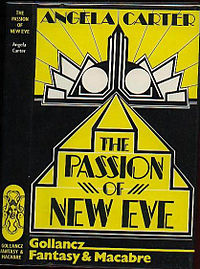 THE
PASSION
OF
NEW EVE
Angela
Carter
GOLLANCZ
FANTASY &
MACABRE
ANGELA CARTER
THE
PASSION
OF
NEW EVE
Gollancz
Fantasy & Macabre